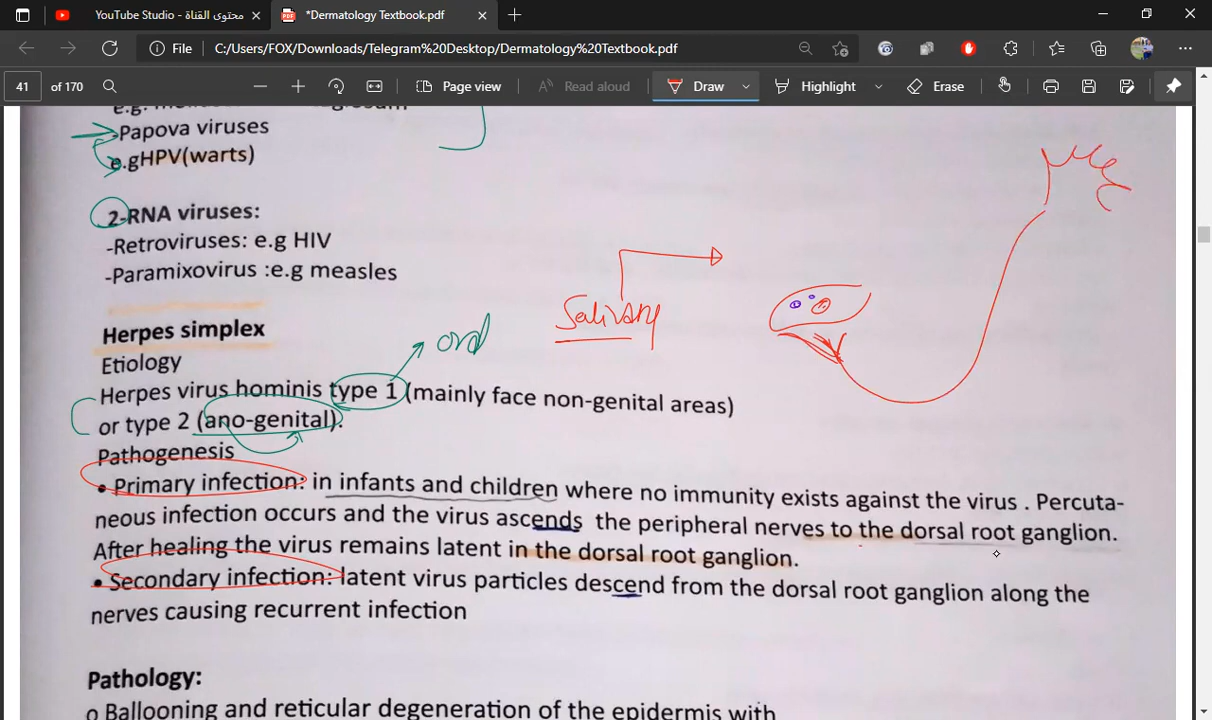 YouTube Studio - محتوى القناة
*Dermatology Textbook.pdf
File
C:/Users/FOX/Downloads/Telegram%20Desktop/Dermatology%20Textbook.pdf
41 of 170
Page view
Read aloud
Draw
Highlight
Erase
Papova viruses
e.gHPV(warts)
2-RNA viruses:
-Retroviruses: e.g HIV
-Paramixovirus :e.g measles
Salivary
Herpes simplex
oral
Etiology
Herpes virus hominis type 1 (mainly face non-genital areas)
or type 2 (ano-genital).
Pathogenesis
• Primary infection: in infants and children where no immunity exists against the virus . Percuta-
neous infection occurs and the virus ascends the peripheral nerves to the dorsal root ganglion.
After healing the virus remains latent in the dorsal root ganglion.
• Secondary infection: latent virus particles descend from the dorsal root ganglion along the
nerves causing recurrent infection
Pathology:
o Ballooning and reticular degeneration of the epidermis with